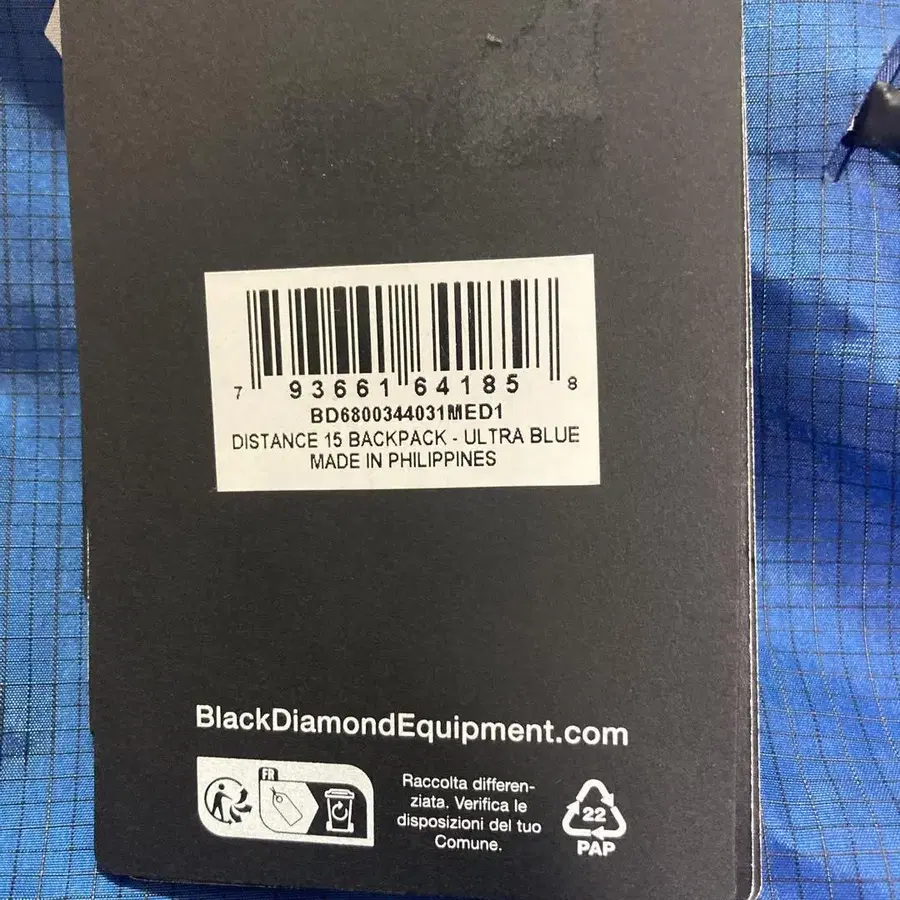 7 93661 64185 8
BD6800344031MED1
DISTANCE 15 BACKPACK - ULTRA BLUE
MADE IN PHILIPPINES
BlackDiamondEquipment.com
FR
Raccolta differen-
ziata. Verifica le
disposizioni del tuo
Comune.
22
PAP